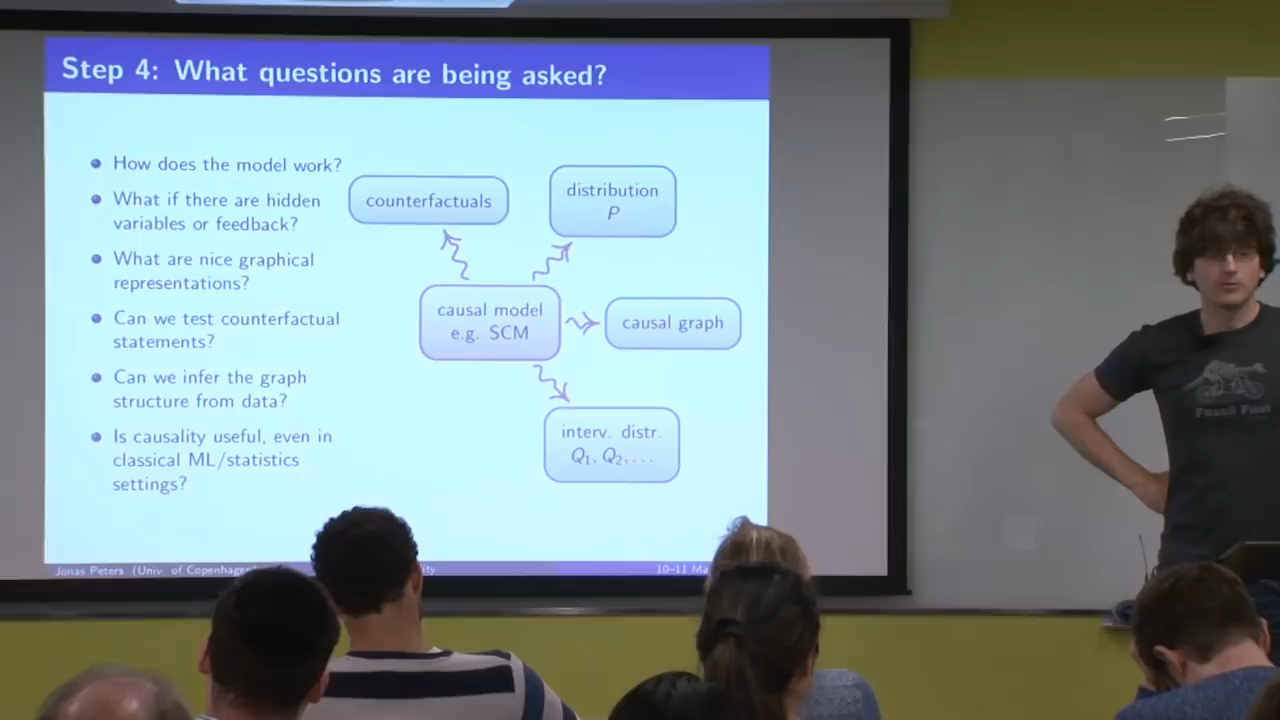 Step 4: What questions are being asked?
How does the model work?
What if there are hidden
variables or feedback?
What are nice graphical
representations?
Can we test counterfactual
statements?
Can we infer the graph
structure from data?
Is causality useful, even in
classical ML/statistics
settings?
counterfactuals
distribution
P
causal model
e.g. SCM
causal graph
interv. distr.
Q₁, Q₂, ...
Jonas Peters (Univ. of Copenhagen
10–11 Ma
Fossil Fuel